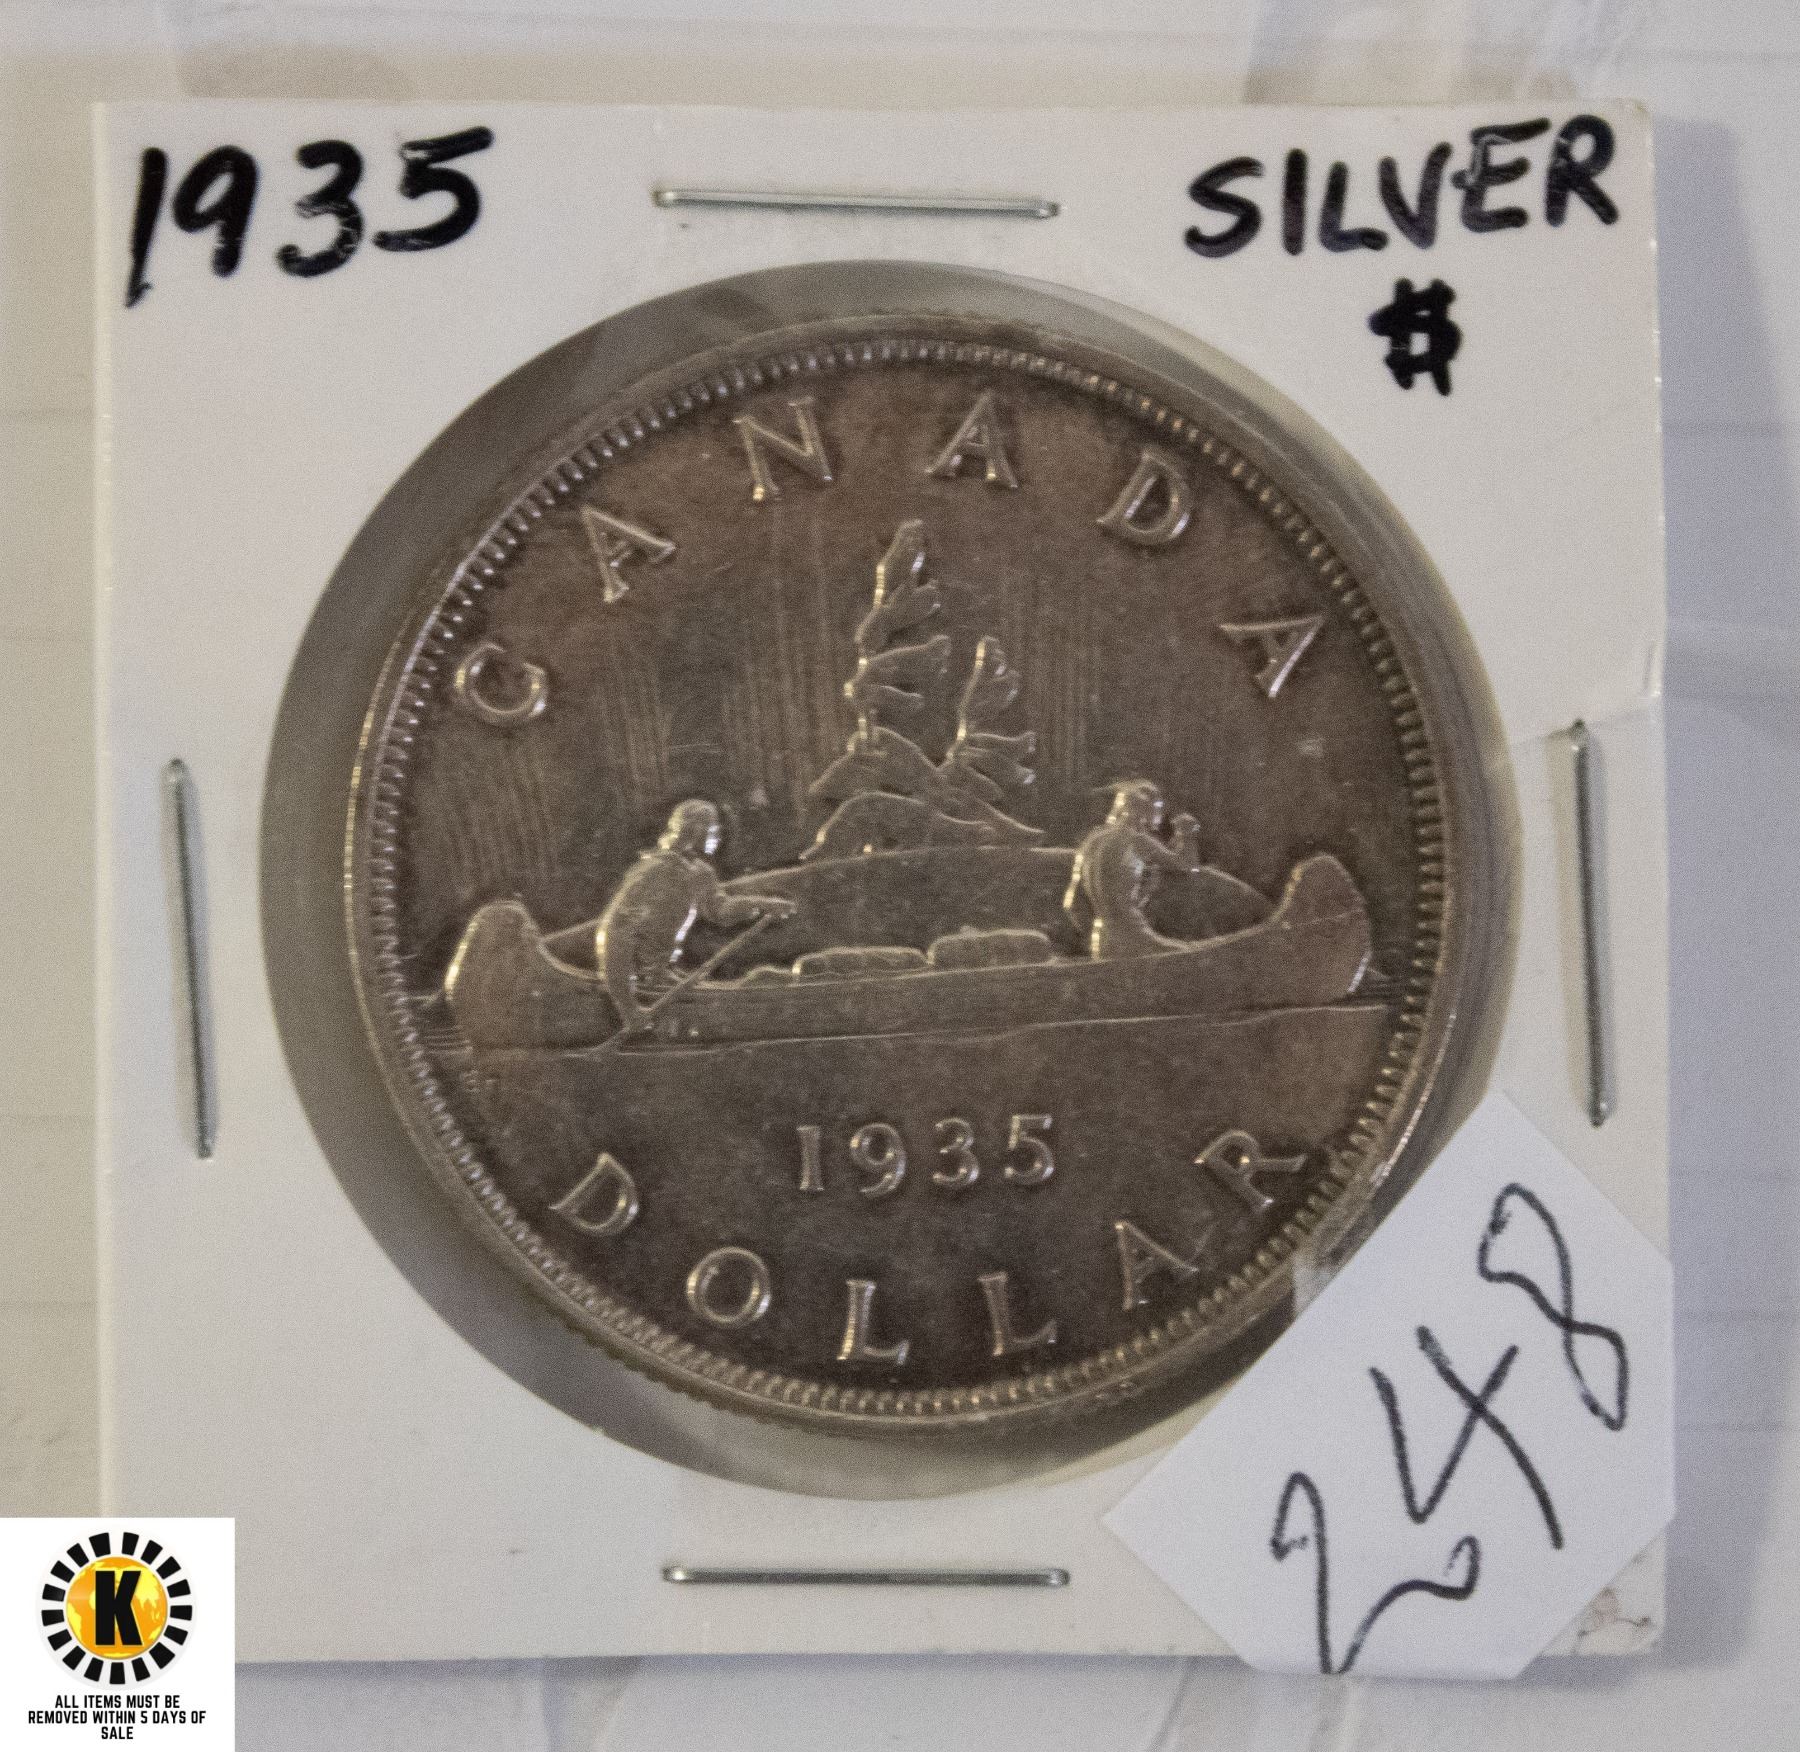 1935
SILVER
$
CANADA
1935
DOLLAR
248
K
ALL ITEMS MUST BE
REMOVED WITHIN 5 DAYS OF
SALE